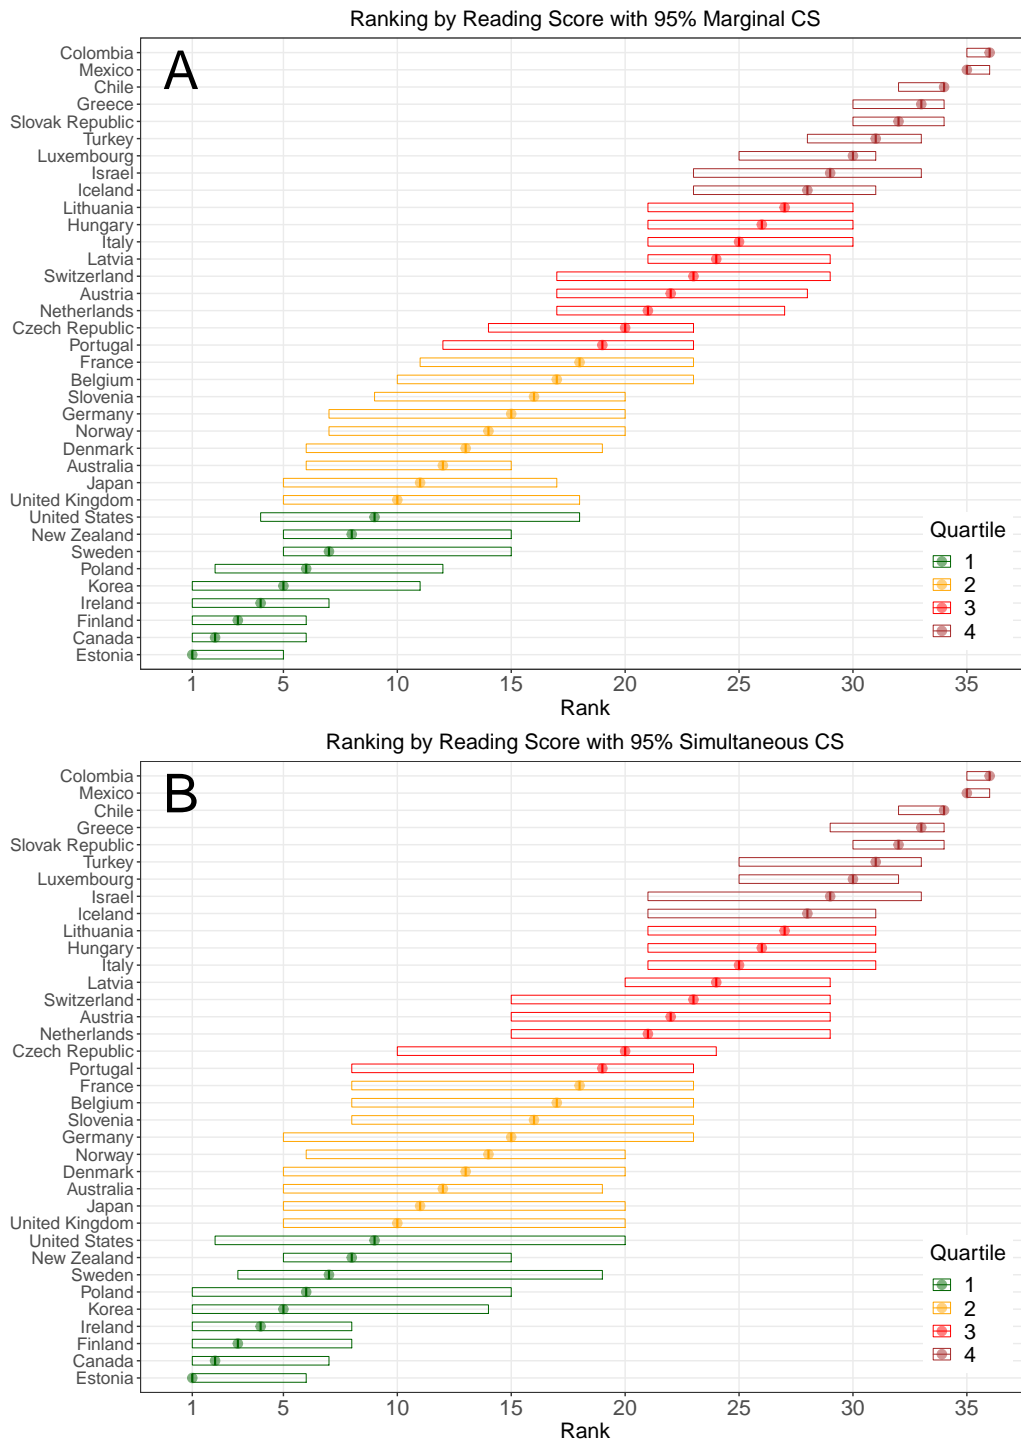 Ranking by Reading Score with 95% Marginal CS
A
Colombia
Mexico
Chile
Greece
Slovak Republic
Turkey
Luxembourg
Israel
Iceland
Lithuania
Hungary
Italy
Latvia
Switzerland
Austria
Netherlands
Czech Republic
Portugal
France
Belgium
Slovenia
Germany
Norway
Denmark
Australia
Japan
United Kingdom
United States
New Zealand
Sweden
Poland
Korea
Ireland
Finland
Canada
Estonia
Quartile
1
2
3
4
1 5 10 15 20 25 30 35
Rank
Ranking by Reading Score with 95% Simultaneous CS
B
Colombia
Mexico
Chile
Greece
Slovak Republic
Turkey
Luxembourg
Israel
Iceland
Lithuania
Hungary
Italy
Latvia
Switzerland
Austria
Netherlands
Czech Republic
Portugal
France
Belgium
Slovenia
Germany
Norway
Denmark
Australia
Japan
United Kingdom
United States
New Zealand
Sweden
Poland
Korea
Ireland
Finland
Canada
Estonia
Quartile
1
2
3
4
1 5 10 15 20 25 30 35
Rank